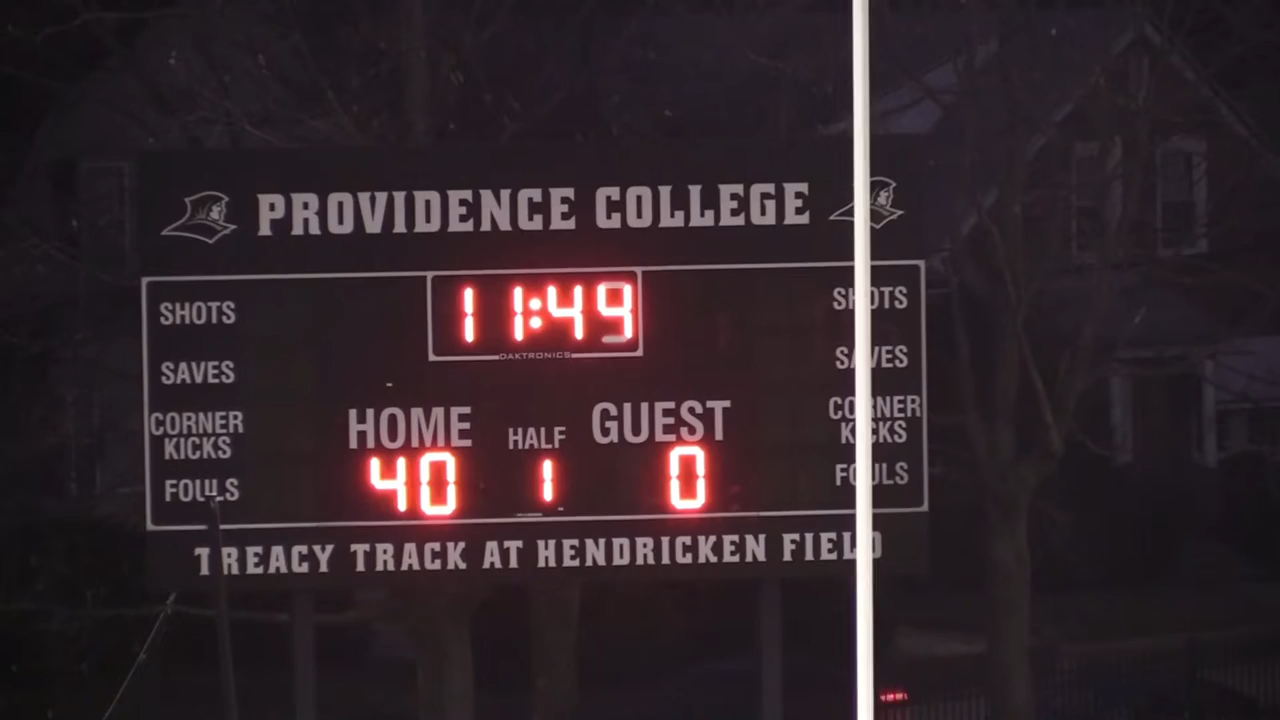 PROVIDENCE COLLEGE
11:49
DAKTRONICS
SHOTS
SHOTS
SAVES
SAVES
CORNER
KICKS
CORNER
KICKS
HOME
HALF
GUEST
40
1
0
FOULS
FOULS
TREACY TRACK AT HENDRICKEN FIELD